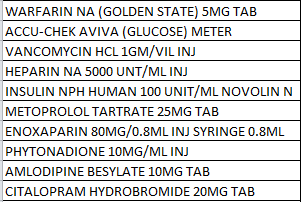 WARFARIN NA (GOLDEN STATE) 5MG TAB
ACCU-CHEK AVIVA (GLUCOSE) METER
VANCOMYCIN HCL 1GM/VIL INJ
HEPARIN NA 5000 UNT/ML INJ
INSULIN NPH HUMAN 100 UNIT/ML NOVOLIN N
METOPROLOL TARTRATE 25MG TAB
ENOXAPARIN 80MG/0.8ML INJ SYRINGE 0.8ML
PHYTONADIONE 10MG/ML INJ
AMLODIPINE BESYLATE 10MG TAB
CITALOPRAM HYDROBROMIDE 20MG TAB